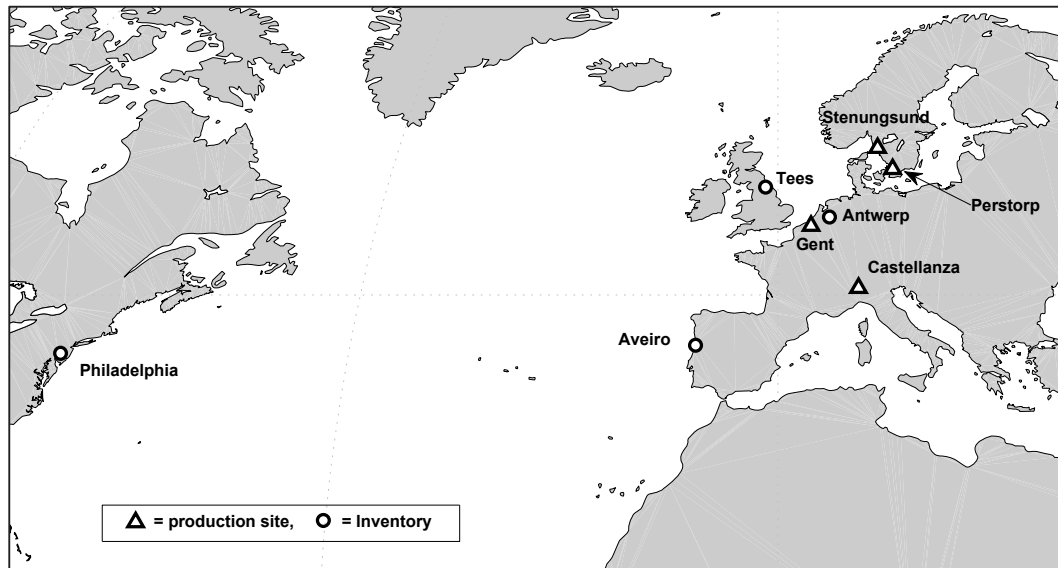 Stenungsund
Tees
Perstorp
Antwerp
Gent
Castellanza
Aveiro
Philadelphia
= production site, = Inventory